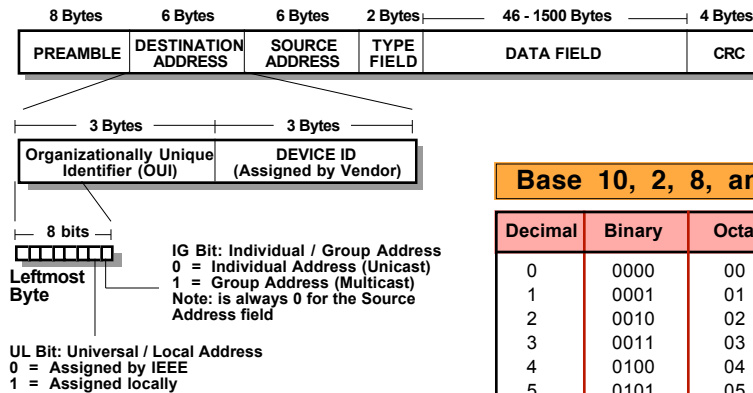 8 Bytes 6 Bytes 6 Bytes 2 Bytes 46 - 1500 Bytes 4 Bytes
PREAMBLE DESTINATION ADDRESS SOURCE ADDRESS TYPE FIELD DATA FIELD CRC
3 Bytes 3 Bytes
Organizationally Unique Identifier (OUI) DEVICE ID (Assigned by Vendor)
8 bits
Leftmost
Byte
IG Bit: Individual / Group Address
0 = Individual Address (Unicast)
1 = Group Address (Multicast)
Note: is always 0 for the Source
Address field
UL Bit: Universal / Local Address
0 = Assigned by IEEE
1 = Assigned locally
Base 10, 2, 8, an
Decimal Binary Octa
0 0000 00
1 0001 01
2 0010 02
3 0011 03
4 0100 04
5 0101 05